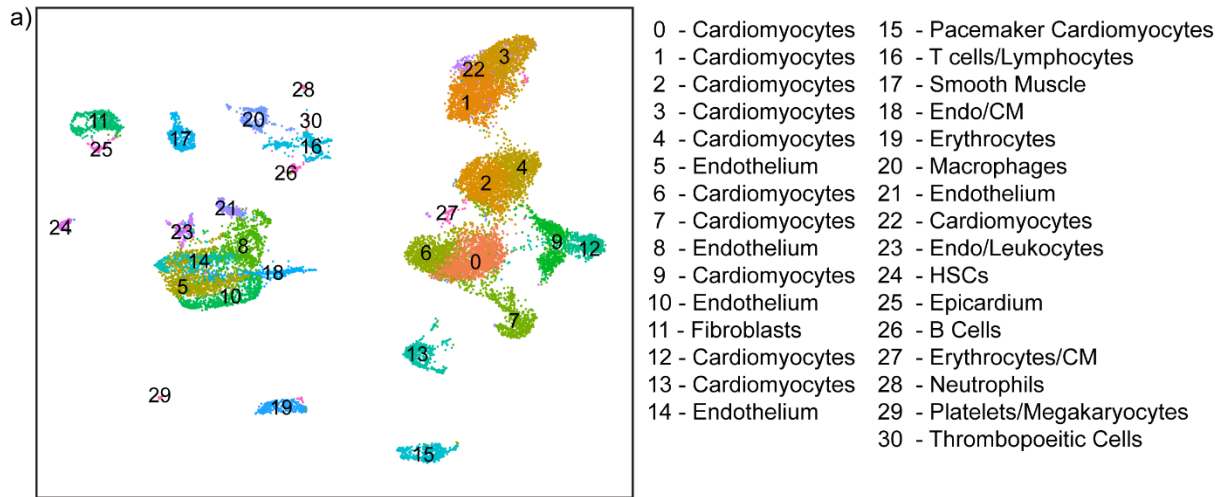 a)
0 - Cardiomyocytes
1 - Cardiomyocytes
2 - Cardiomyocytes
3 - Cardiomyocytes
4 - Cardiomyocytes
5 - Endothelium
6 - Cardiomyocytes
7 - Cardiomyocytes
8 - Endothelium
9 - Cardiomyocytes
10 - Endothelium
11 - Fibroblasts
12 - Cardiomyocytes
13 - Cardiomyocytes
14 - Endothelium
15 - Pacemaker Cardiomyocytes
16 - T cells/Lymphocytes
17 - Smooth Muscle
18 - Endo/CM
19 - Erythrocytes
20 - Macrophages
21 - Endothelium
22 - Cardiomyocytes
23 - Endo/Leukocytes
24 - HSCs
25 - Epicardium
26 - B Cells
27 - Erythrocytes/CM
28 - Neutrophils
29 - Platelets/Megakaryocytes
30 - Thrombopoeitic Cells
3
22
28
1
11
20
30
17
16
25
26
4
2
21
27
24
23
8
9
12
14
6
0
18
5
10
7
13
29
19
15